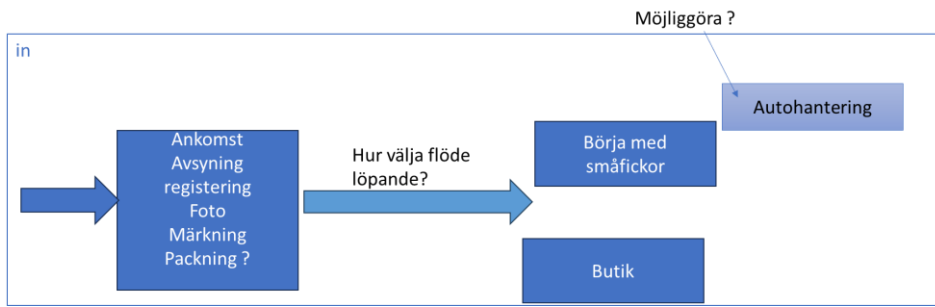 Möjliggöra ?
in
Autohantering
Ankomst
Avsyning
registering
Foto
Märkning
Packning ?
Hur välja flöde
löpande?
Börja med
småfickor
Butik